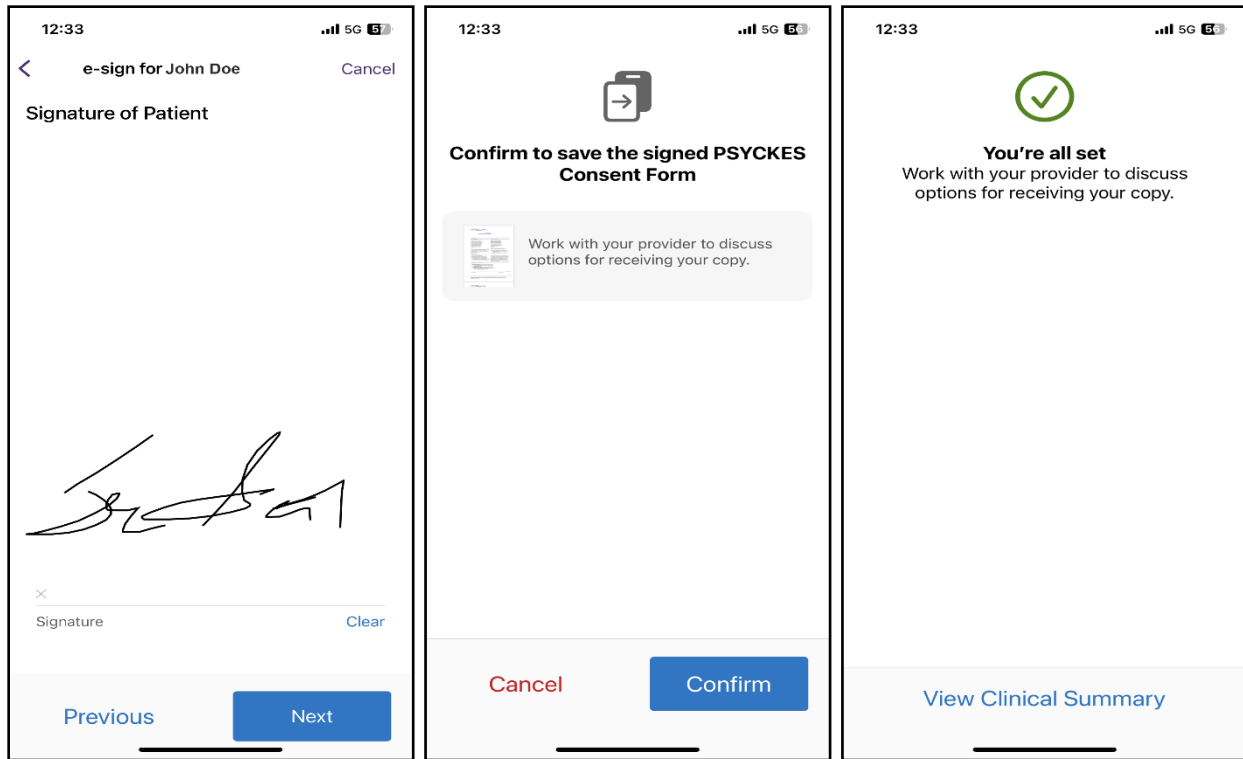 12:33 5G 57
e-sign for John Doe Cancel
Signature of Patient
×
Signature Clear
Previous Next
12:33 5G 56
Confirm to save the signed PSYCKES
Consent Form
Work with your provider to discuss
options for receiving your copy.
Cancel Confirm
12:33 5G 56
You’re all set
Work with your provider to discuss
options for receiving your copy.
View Clinical Summary